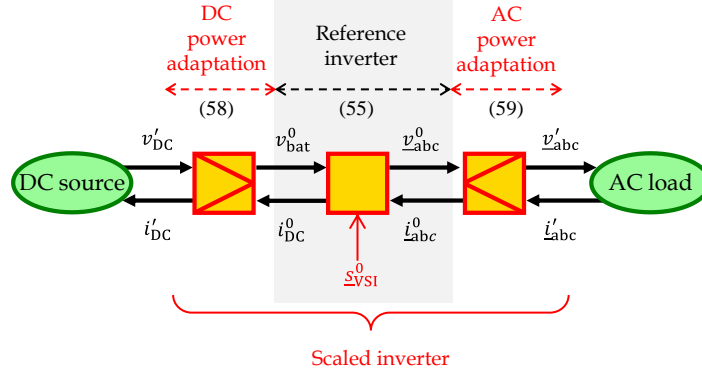 DC
power
adaptation
Reference
inverter
AC
power
adaptation
(58)
(55)
(59)
v′DC
v⁰bat
v⁰abc
v′abc
DC source
AC load
i′DC
i⁰DC
i⁰abc
i′abc
s⁰VSI
Scaled inverter